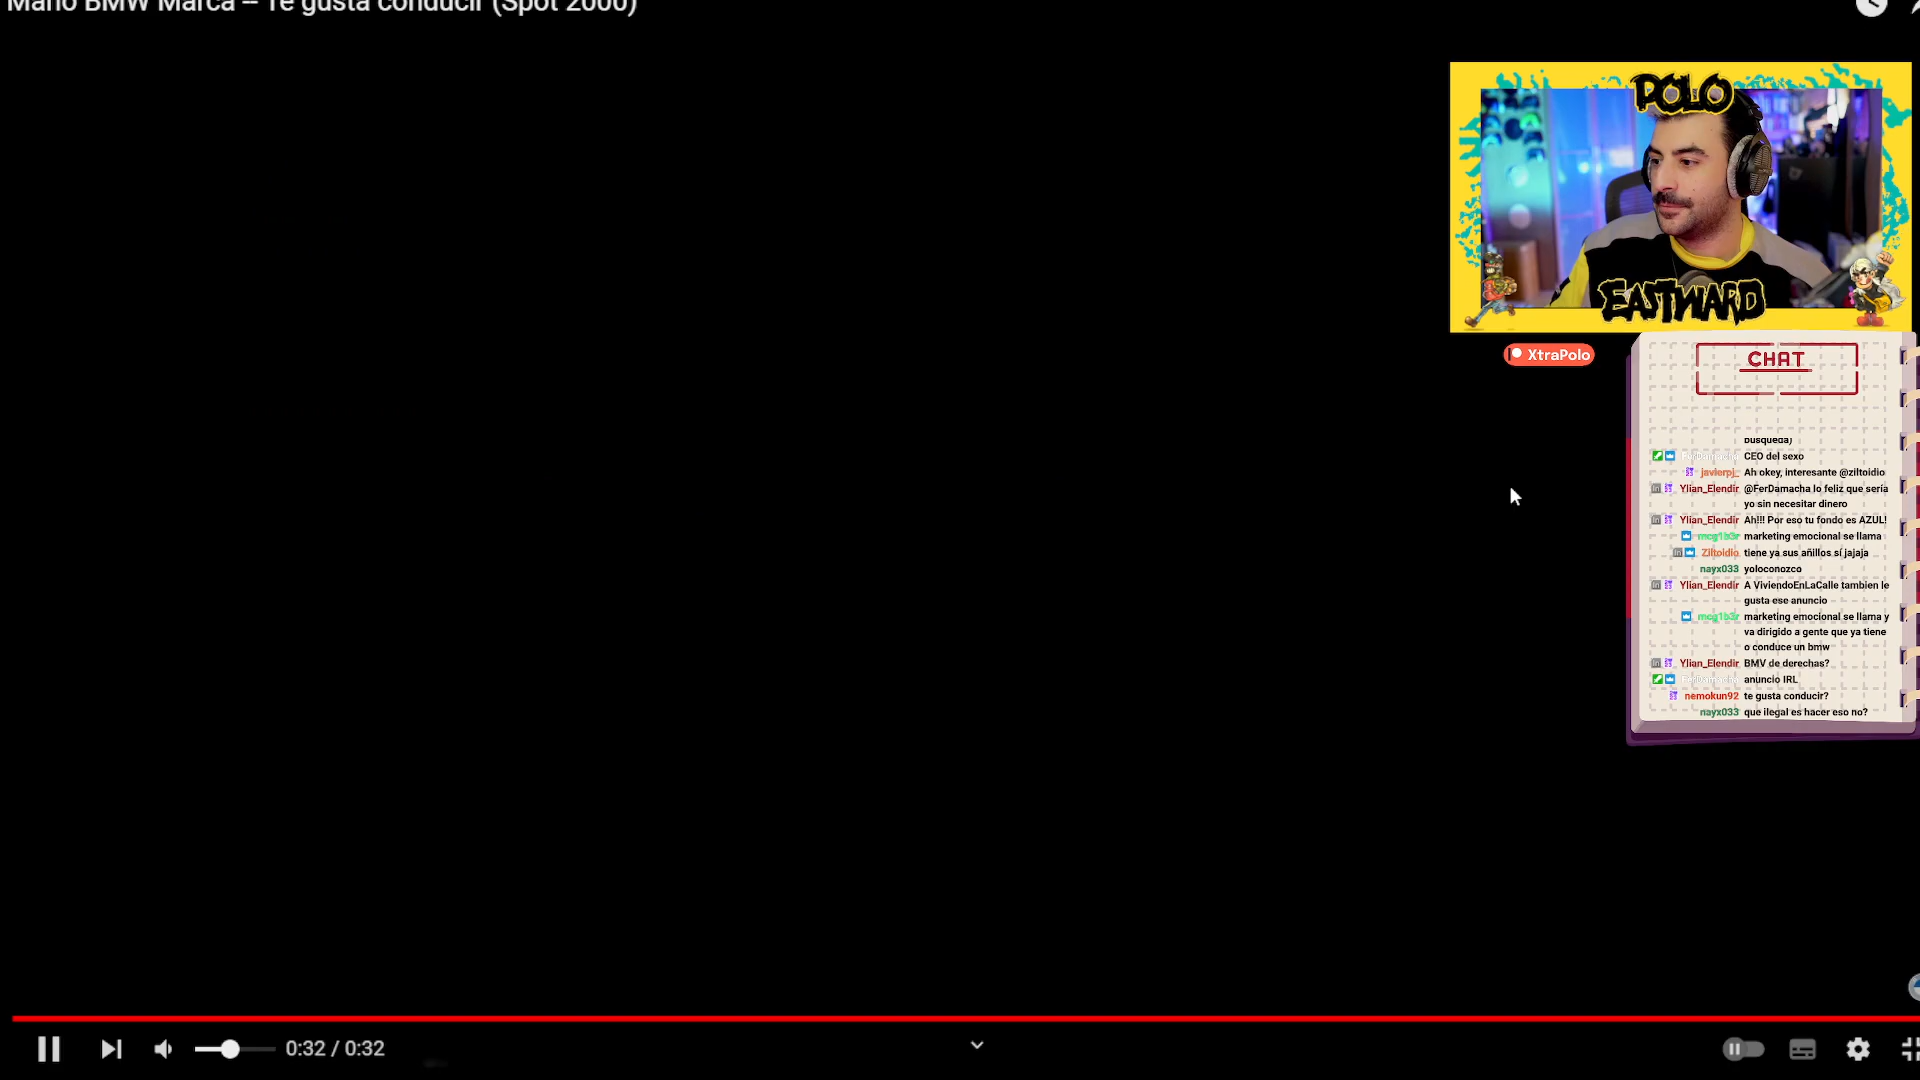 Mano BMW Marca – Te gusta conducir (Spot 2000)
POLO
EASTWARD
XtraPolo
CHAT
busqueda)
CEO del sexo
javierpj_ Ah okey, interesante @ziltoidio
Ylian_Elendir @FerDamacha lo feliz que sería
yo sin necesitar dinero
Ylian_Elendir Ah!!! Por eso tu fondo es AZUL!
mcg1b3r marketing emocional se llama
Ziltoidio tiene ya sus añillos sí jajaja
nayx033 yoloconozco
Ylian_Elendir A ViviendoEnLaCalle tambien le
gusta ese anuncio
mcg1b3r marketing emocional se llama y
va dirigido a gente que ya tiene
o conduce un bmw
Ylian_Elendir BMV de derechas?
anuncio IRL
nemokun92 te gusta conducir?
nayx033 que ilegal es hacer eso no?
0:32 / 0:32